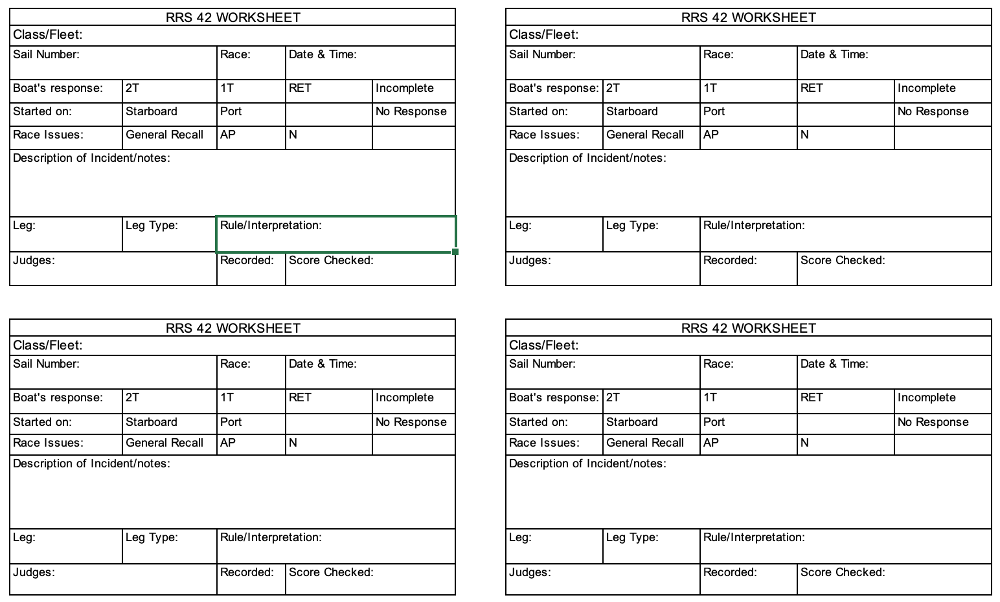 RRS 42 WORKSHEET
Class/Fleet:
Sail Number: Race: Date & Time:
Boat's response: 2T 1T RET Incomplete
Started on: Starboard Port No Response
Race Issues: General Recall AP N
Description of Incident/notes:
Leg: Leg Type: Rule/Interpretation:
Judges: Recorded: Score Checked:
RRS 42 WORKSHEET
Class/Fleet:
Sail Number: Race: Date & Time:
Boat's response: 2T 1T RET Incomplete
Started on: Starboard Port No Response
Race Issues: General Recall AP N
Description of Incident/notes:
Leg: Leg Type: Rule/Interpretation:
Judges: Recorded: Score Checked:
RRS 42 WORKSHEET
Class/Fleet:
Sail Number: Race: Date & Time:
Boat's response: 2T 1T RET Incomplete
Started on: Starboard Port No Response
Race Issues: General Recall AP N
Description of Incident/notes:
Leg: Leg Type: Rule/Interpretation:
Judges: Recorded: Score Checked:
RRS 42 WORKSHEET
Class/Fleet:
Sail Number: Race: Date & Time:
Boat's response: 2T 1T RET Incomplete
Started on: Starboard Port No Response
Race Issues: General Recall AP N
Description of Incident/notes:
Leg: Leg Type: Rule/Interpretation:
Judges: Recorded: Score Checked: